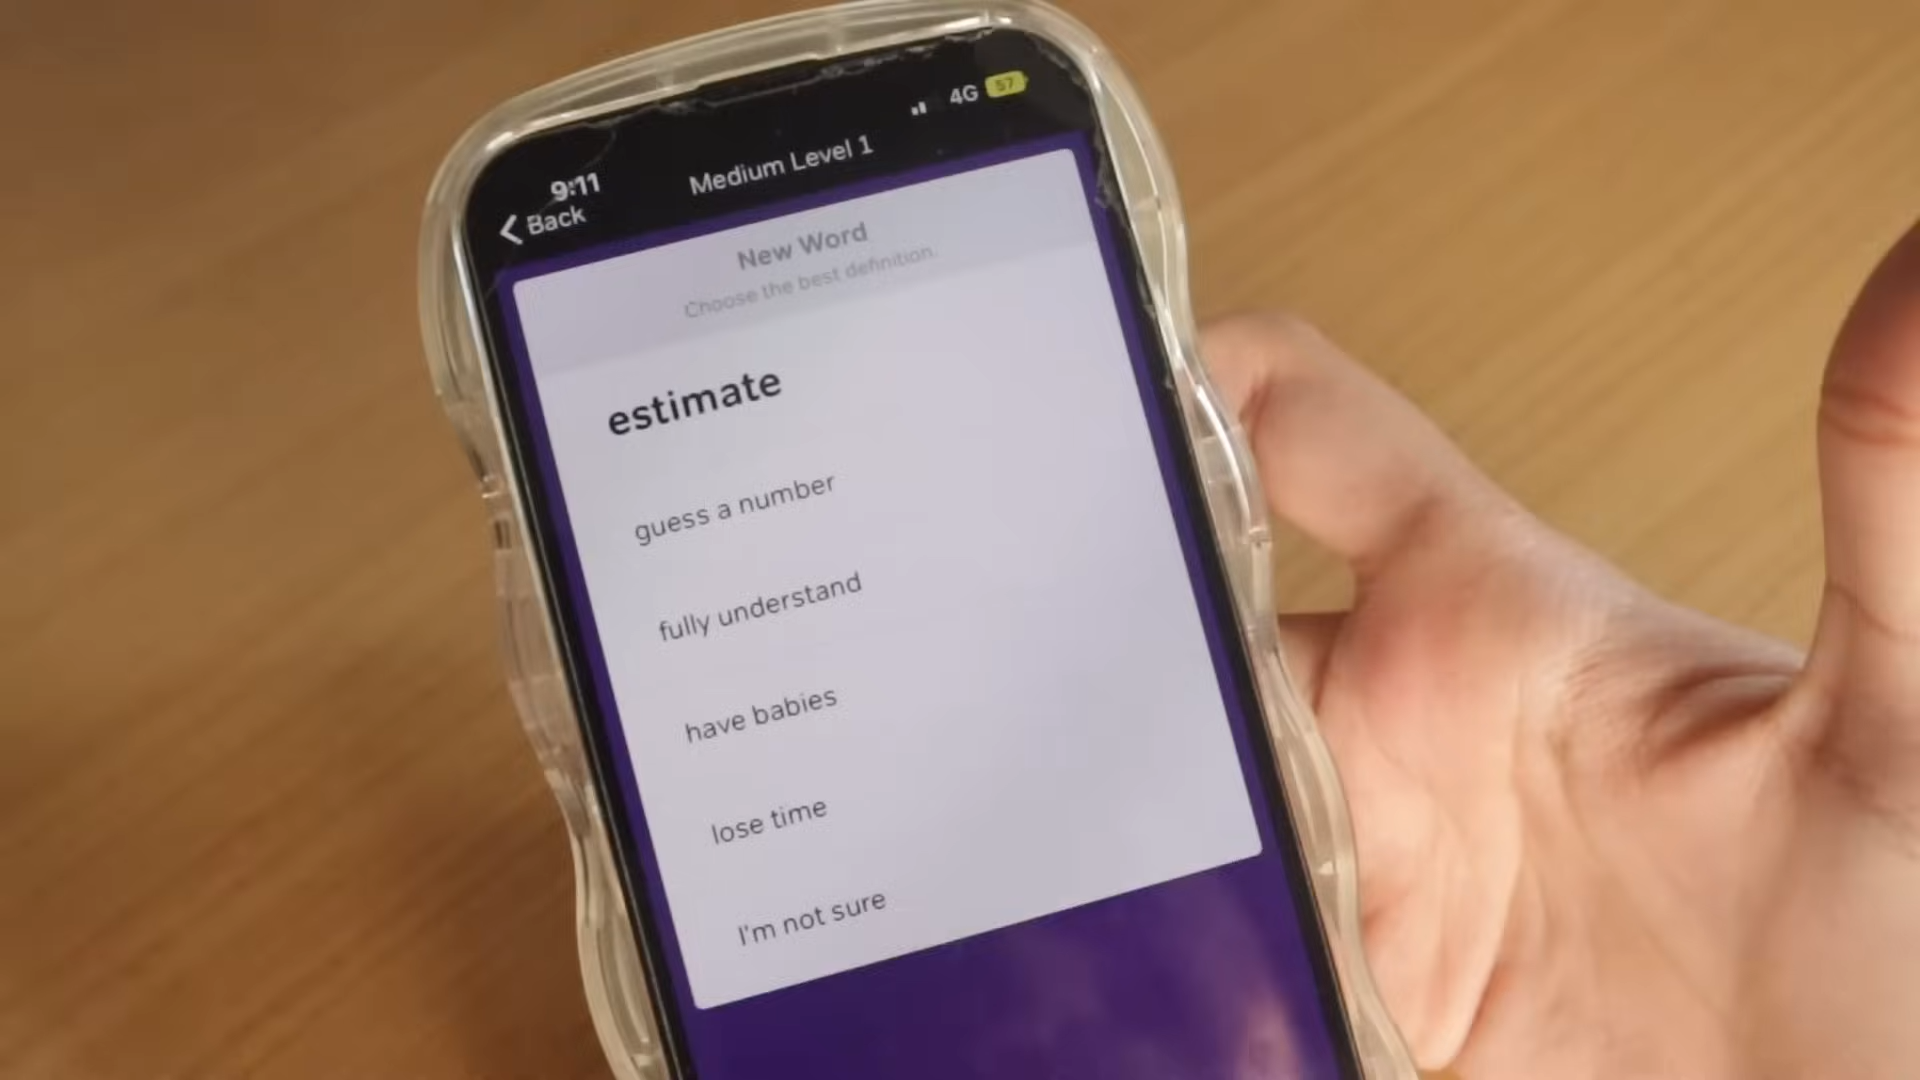 4G 57
9:11
Medium Level 1
Back
New Word
Choose the best definition.
estimate
guess a number
fully understand
have babies
lose time
I'm not sure